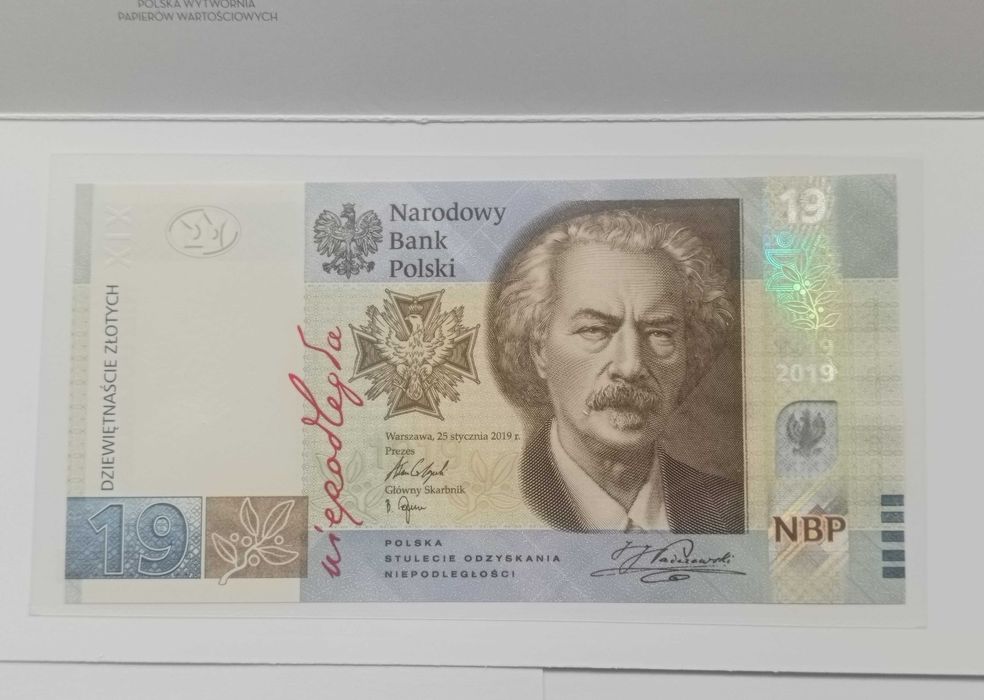 POLSKA WYTWÓRNIA
PAPIERÓW WARTOŚCIOWYCH
19
XIX
Narodowy
Bank
Polski
DZIEWIĘTNAŚCIE ZŁOTYCH
niepodległa
2019
Warszawa, 25 stycznia 2019 r.
Prezes
Główny Skarbnik
19
NBP
POLSKA
STULECIE ODZYSKANIA
NIEPODLEGŁOŚCI